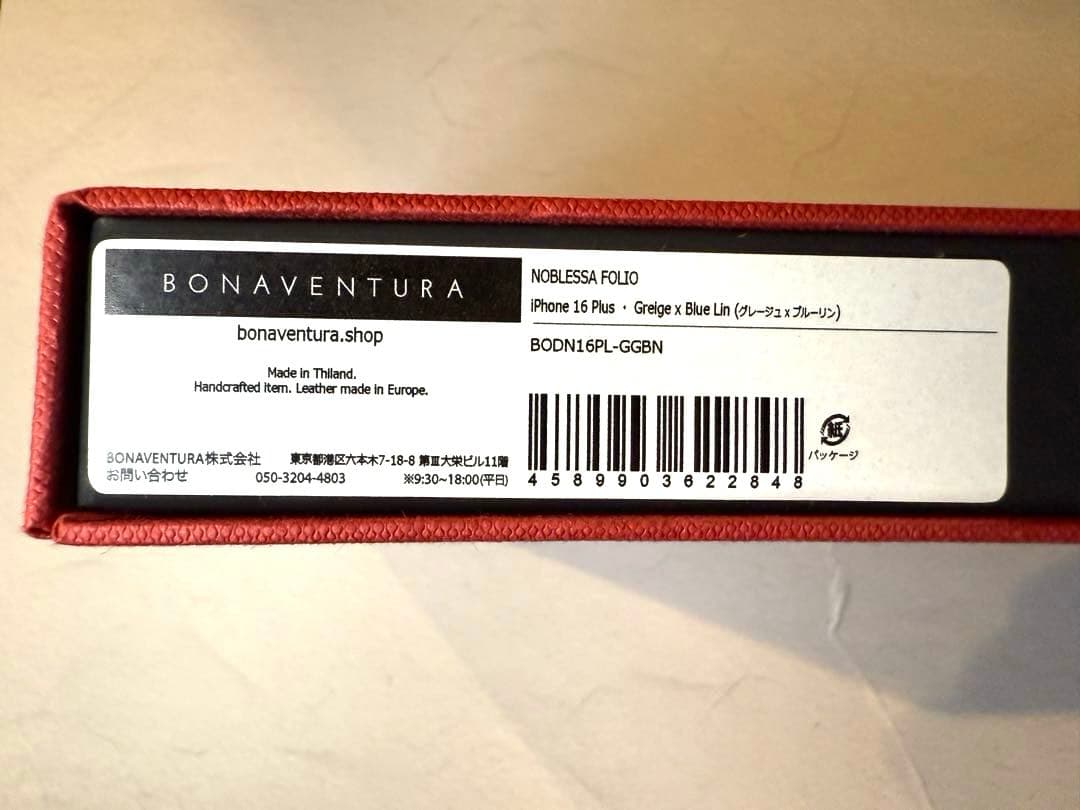 BONAVENTURA
bonaventura.shop
Made in Thiland.
Handcrafted item. Leather made in Europe.
BONAVENTURA株式会社 東京都港区六本木7-18-8 第Ⅲ大栄ビル11階
お問い合わせ 050-3204-4803 ※9:30~18:00(平日)
NOBLESSA FOLIO
iPhone 16 Plus ・ Greige x Blue Lin (グレージュ x ブルーリン)
BODN16PL-GGBN
4589903622848
紙
パッケージ